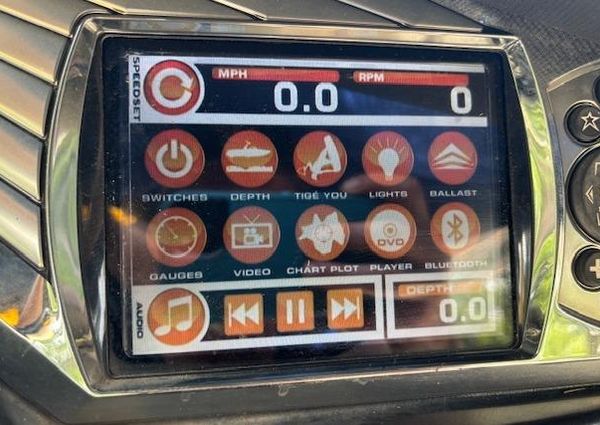 SPEEDSET
MPH
0.0
RPM
0
SWITCHES
DEPTH
TIGÉ YOU
LIGHTS
BALLAST
GAUGES
VIDEO
CHART PLOT
DVD
PLAYER
BLUETOOTH
AUDIO
DEPTH
0.0